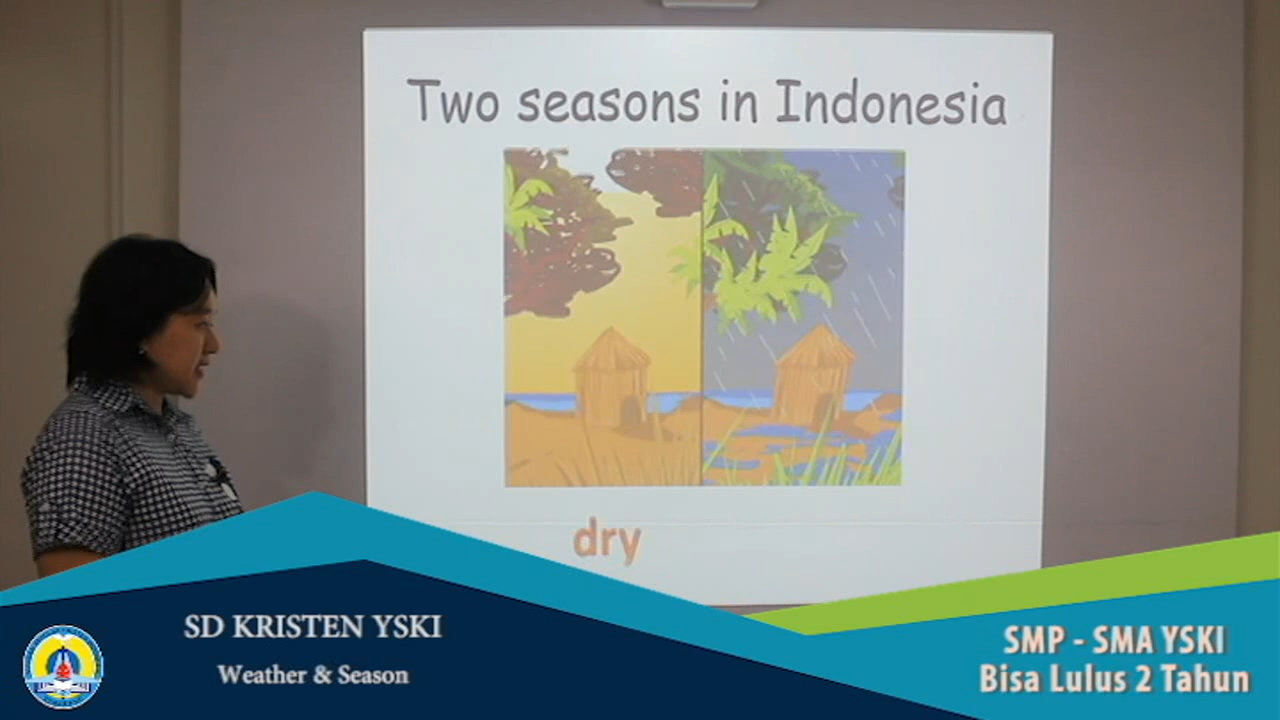 Two seasons in Indonesia
dry
SD KRISTEN YSKI
Weather & Season
SMP - SMA YSKI
Bisa Lulus 2 Tahun